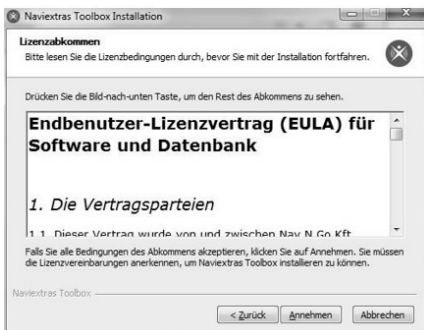 Naviextras Toolbox Installation
Lizenzabkommen
Bitte lesen Sie die Lizenzbedingungen durch, bevor Sie mit der Installation fortfahren.
Drücken Sie die Bild-nach-unten Taste, um den Rest des Abkommens zu sehen.
Endbenutzer-Lizenzvertrag (EULA) für
Software und Datenbank
1. Die Vertragsparteien
1.1. Dieser Vertrag wurde von und zwischen Nav N Go Kft
Falls Sie alle Bedingungen des Abkommens akzeptieren, klicken Sie auf Annehmen. Sie müssen
die Lizenzvereinbarungen anerkennen, um Naviextras Toolbox installieren zu können.
Naviextras Toolbox
< Zurück Annehmen Abbrechen